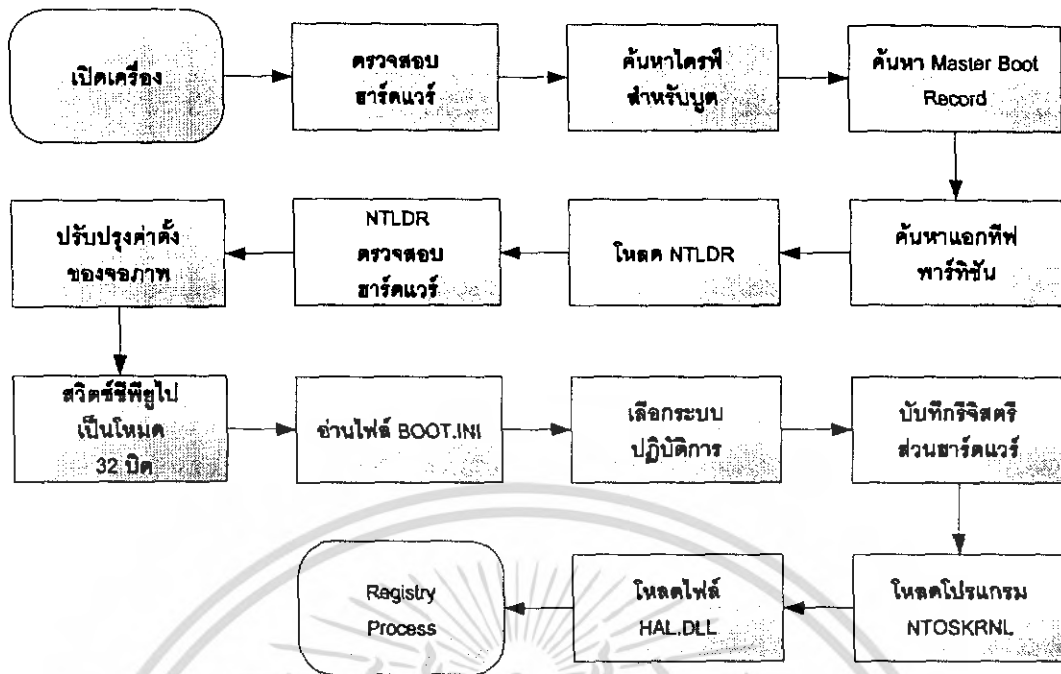 เปิดเครื่อง
ตรวจสอบ
ฮาร์ดแวร์
ค้นหาไดรฟ์
สำหรับบูต
ค้นหา Master Boot
Record
ค้นหาแอกทีฟ
พาร์ทิชัน
โหลด NTLDR
NTLDR
ตรวจสอบ
ฮาร์ดแวร์
ปรับปรุงค่าตั้ง
ของจอภาพ
สวิตช์ซีพียูไป
เป็นโหมด
32 บิต
อ่านไฟล์ BOOT.INI
เลือกระบบ
ปฏิบัติการ
บันทึกรีจิสตรี
ส่วนฮาร์ดแวร์
โหลดโปรแกรม
NTOSKRNL
โหลดไฟล์
HAL.DLL
Registry
Process